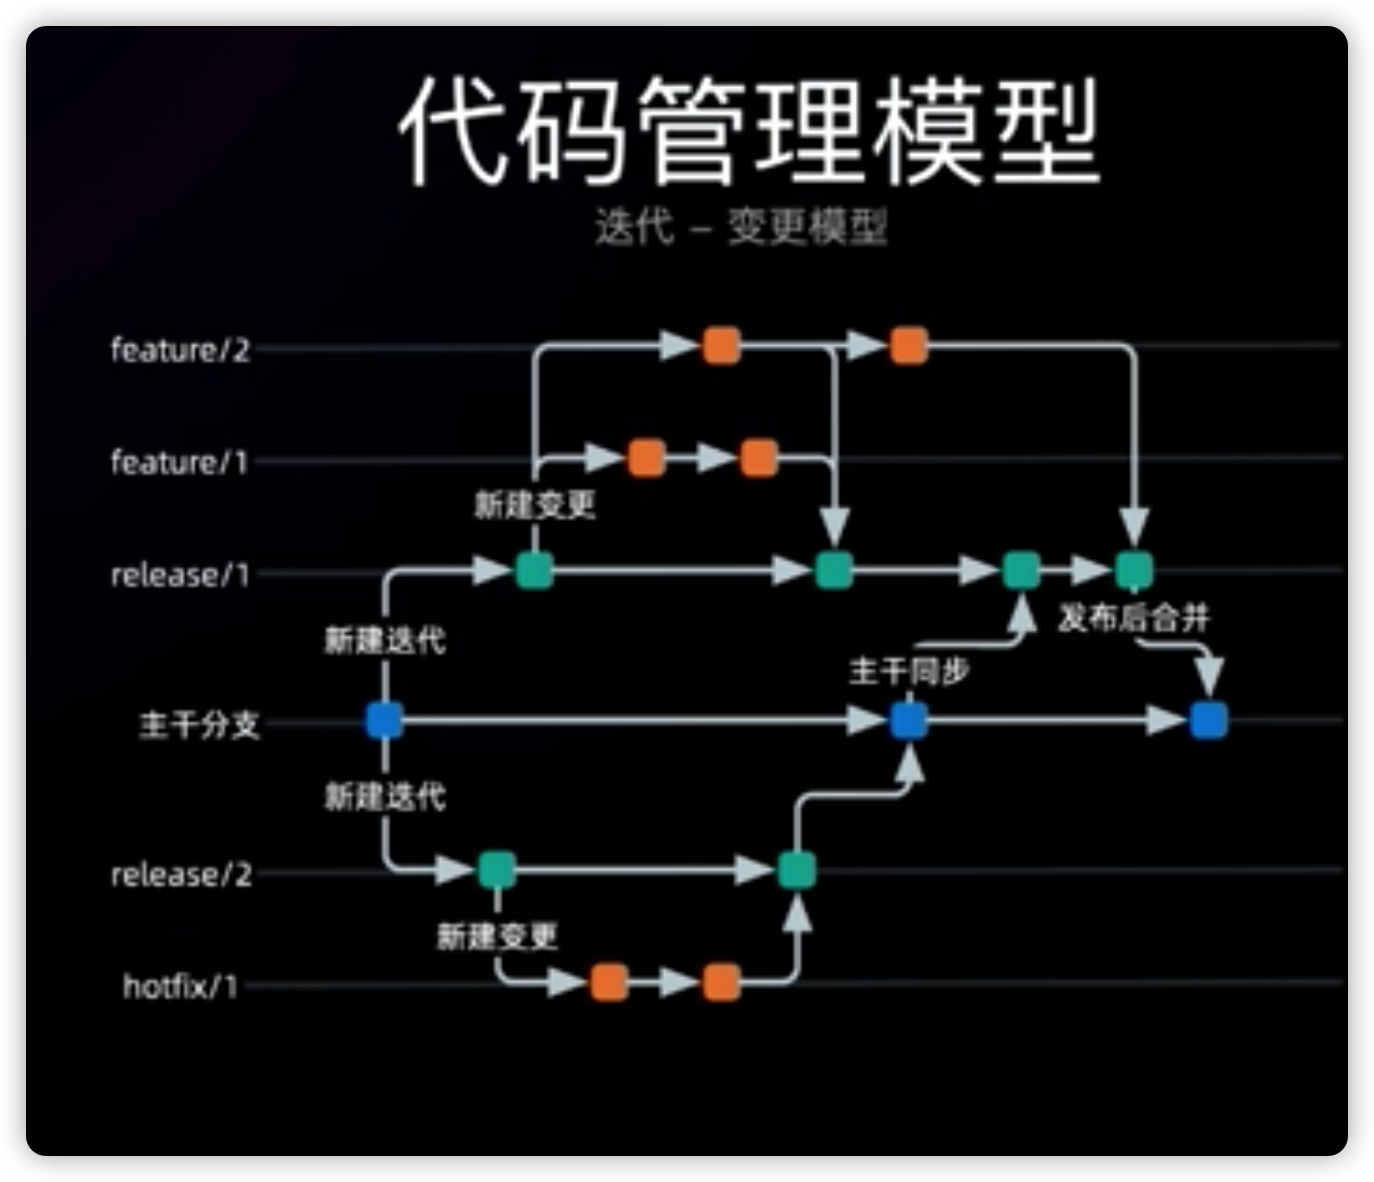 代码管理模型
迭代 – 变更模型
feature/2
feature/1
新建变更
release/1
新建迭代
发布后合并
主干同步
主干分支
新建迭代
release/2
新建变更
hotfix/1